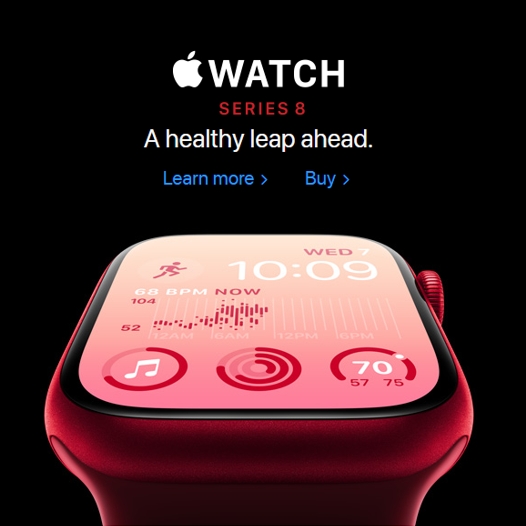 WATCH
SERIES 8
A healthy leap ahead.
Learn more >
Buy >
WED 7
10:09
68 BPM NOW
104
52
12AM 6AM 12PM 6PM
70
57 75